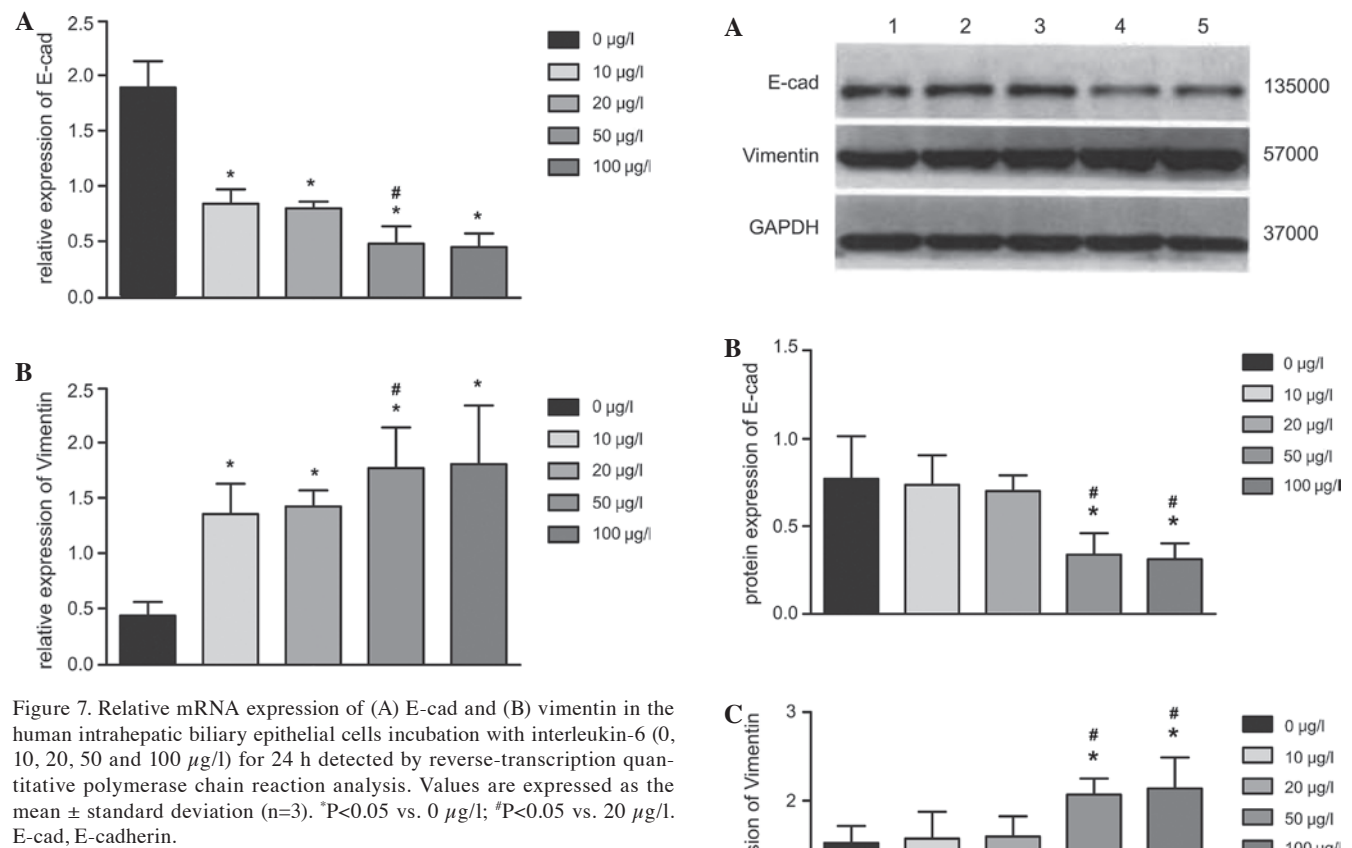 A
relative expression of E-cad
2.5
2.0
1.5
1.0
0.5
0.0
*
*
#
*
*
0 µg/l
10 µg/l
20 µg/l
50 µg/l
100 µg/l
B
relative expression of Vimentin
2.5
2.0
1.5
1.0
0.5
0.0
*
*
#
*
*
0 µg/l
10 µg/l
20 µg/l
50 µg/l
100 µg/l
Figure 7. Relative mRNA expression of (A) E-cad and (B) vimentin in the
human intrahepatic biliary epithelial cells incubation with interleukin-6 (0,
10, 20, 50 and 100 µg/l) for 24 h detected by reverse-transcription quan-
titative polymerase chain reaction analysis. Values are expressed as the
mean ± standard deviation (n=3). *P<0.05 vs. 0 µg/l; #P<0.05 vs. 20 µg/l.
E-cad, E-cadherin.
A
1 2 3 4 5
E-cad 135000
Vimentin 57000
GAPDH 37000
B
protein expression of E-cad
1.5
1.0
0.5
0.0
#
*
#
*
0 µg/l
10 µg/l
20 µg/l
50 µg/l
100 µg/l
C
of Vimentin
3
2
#
*
#
*
0 µg/l
10 µg/l
20 µg/l
50 µg/l
100 µg/l